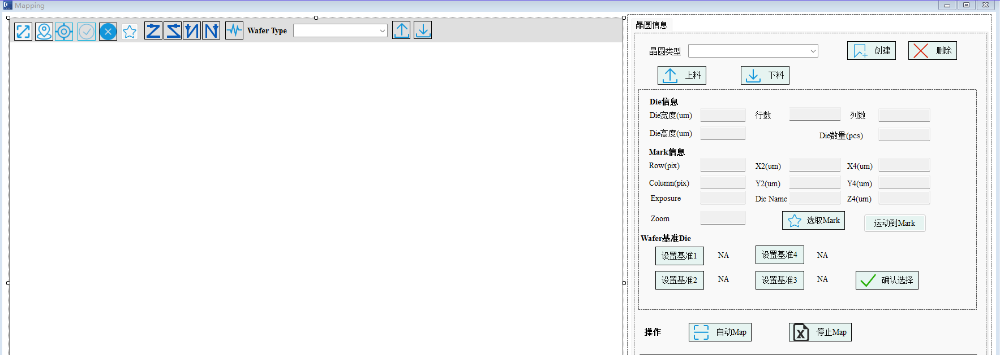 Mapping
Wafer Type
晶圆信息
晶圆类型
创建
删除
上料
下料
Die信息
Die宽度(um)
行数
列数
Die高度(um)
Die数量(pcs)
Mark信息
Row(pix)
X2(um)
X4(um)
Column(pix)
Y2(um)
Y4(um)
Exposure
Die Name
Z4(um)
Zoom
选取Mark
运动到Mark
Wafer基准Die
设置基准1
NA
设置基准4
NA
设置基准2
NA
设置基准3
NA
确认选择
操作
自动Map
停止Map